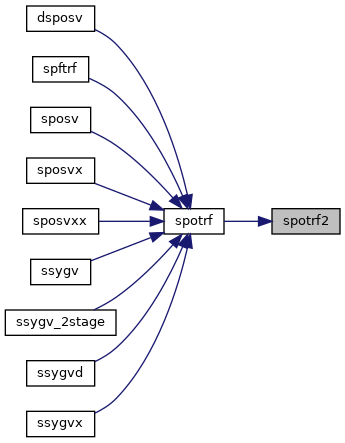 dsposv
spftrf
sposv
sposvx
sposvxx
spotrf
spotrf2
ssygv
ssygv_2stage
ssygvd
ssygvx